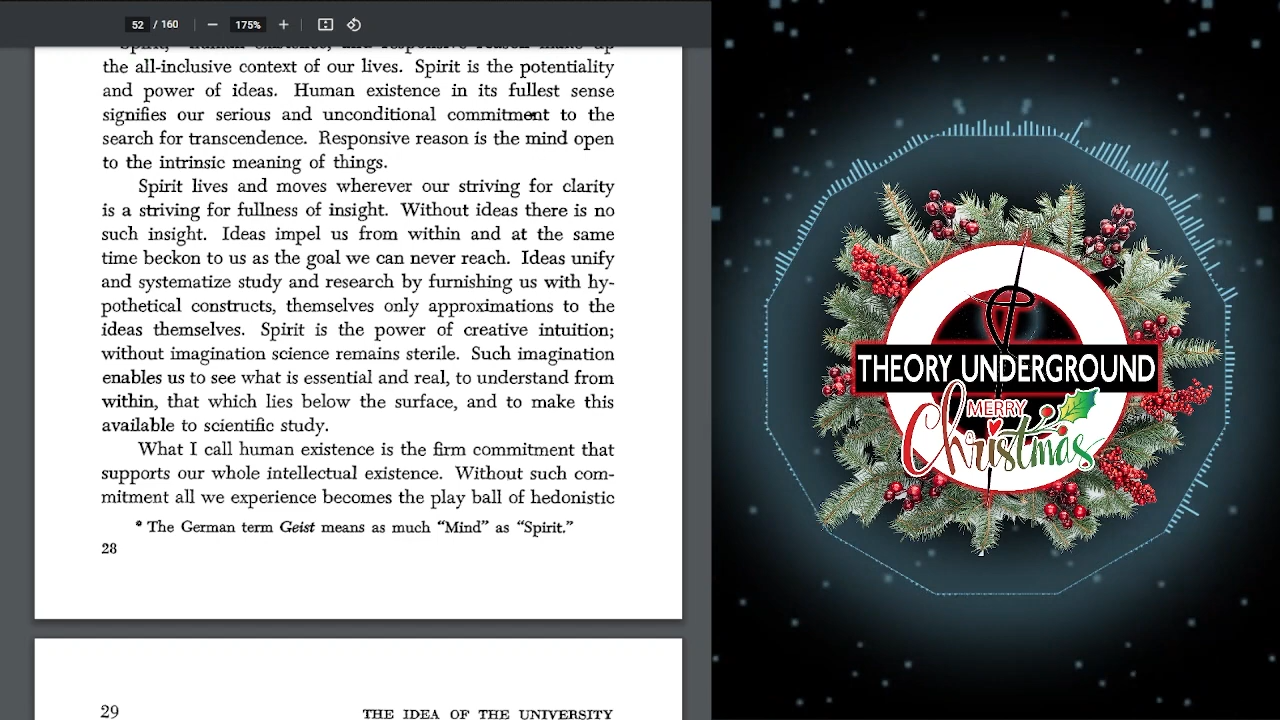 52 / 160
175%
Spirit,* human existence, and responsive reason make up
the all-inclusive context of our lives. Spirit is the potentiality
and power of ideas. Human existence in its fullest sense
signifies our serious and unconditional commitment to the
search for transcendence. Responsive reason is the mind open
to the intrinsic meaning of things.
Spirit lives and moves wherever our striving for clarity
is a striving for fullness of insight. Without ideas there is no
such insight. Ideas impel us from within and at the same
time beckon to us as the goal we can never reach. Ideas unify
and systematize study and research by furnishing us with hy-
pothetical constructs, themselves only approximations to the
ideas themselves. Spirit is the power of creative intuition;
without imagination science remains sterile. Such imagination
enables us to see what is essential and real, to understand from
within, that which lies below the surface, and to make this
available to scientific study.
What I call human existence is the firm commitment that
supports our whole intellectual existence. Without such com-
mitment all we experience becomes the play ball of hedonistic
* The German term Geist means as much “Mind” as “Spirit.”
28
29 THE IDEA OF THE UNIVERSITY
THEORY UNDERGROUND
MERRY
Christmas